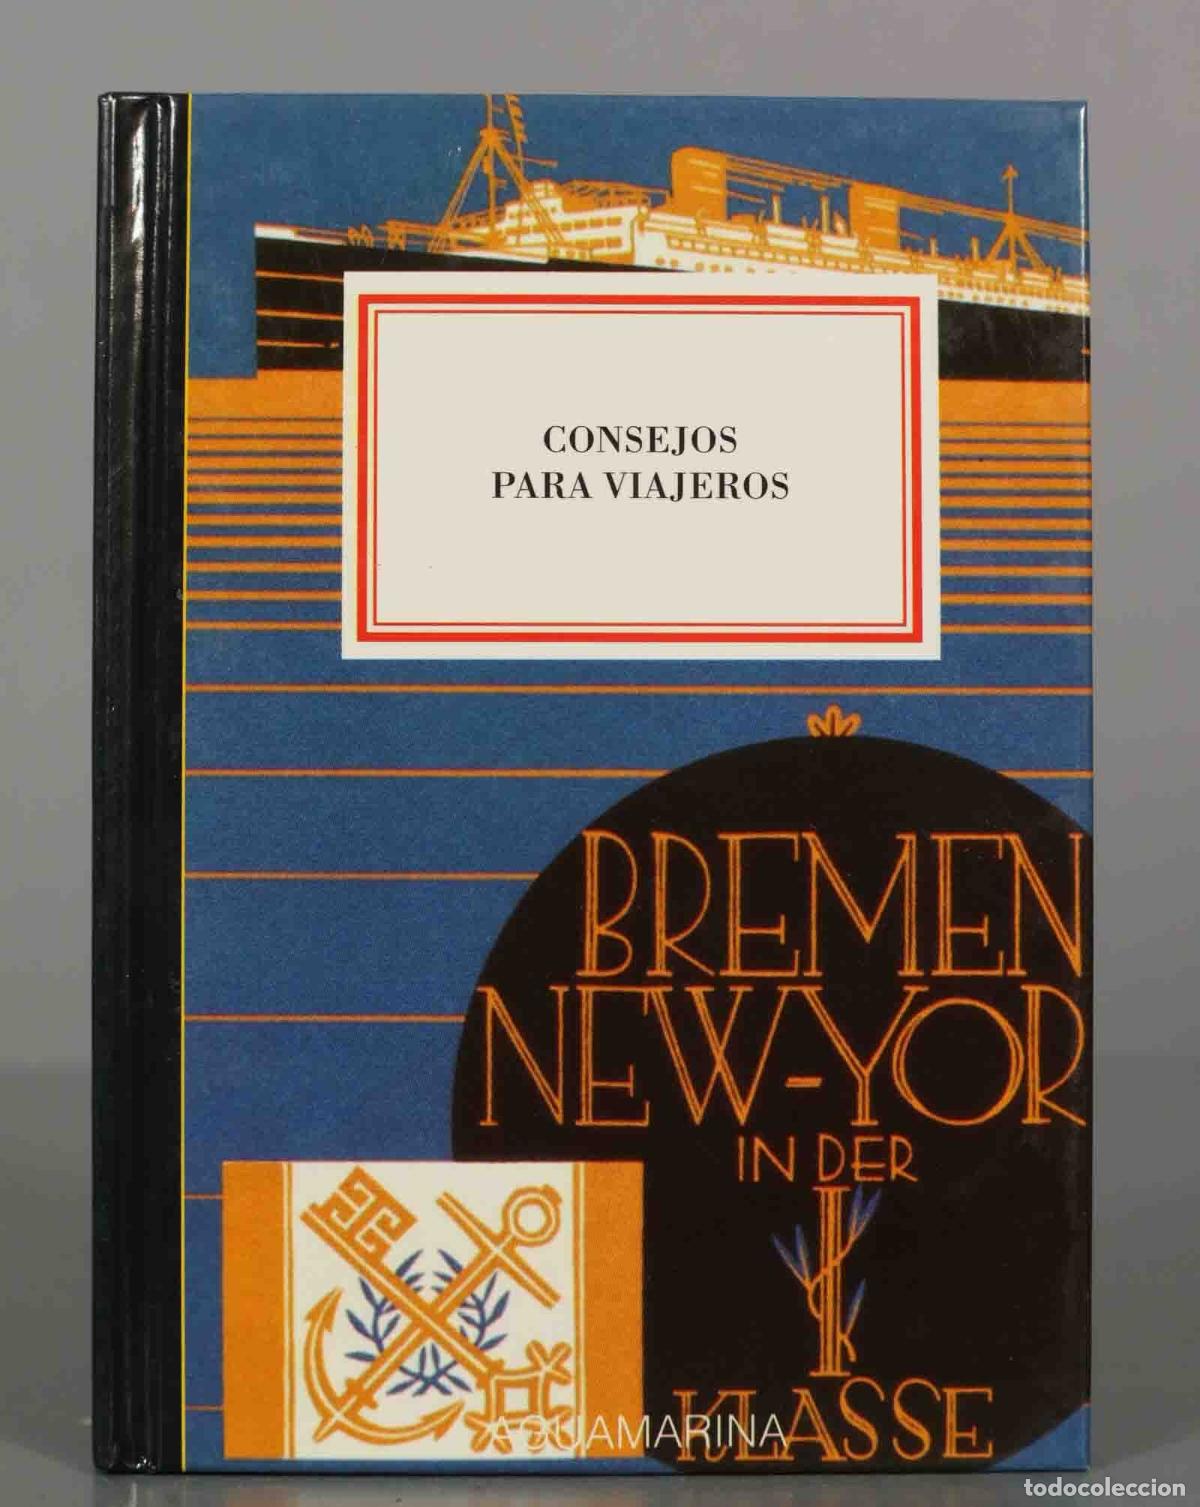 CONSEJOS
PARA VIAJEROS
BREMEN
NEW-YOR
IN DER
I
KLASSE
AQUAMARINA
todocoleccion